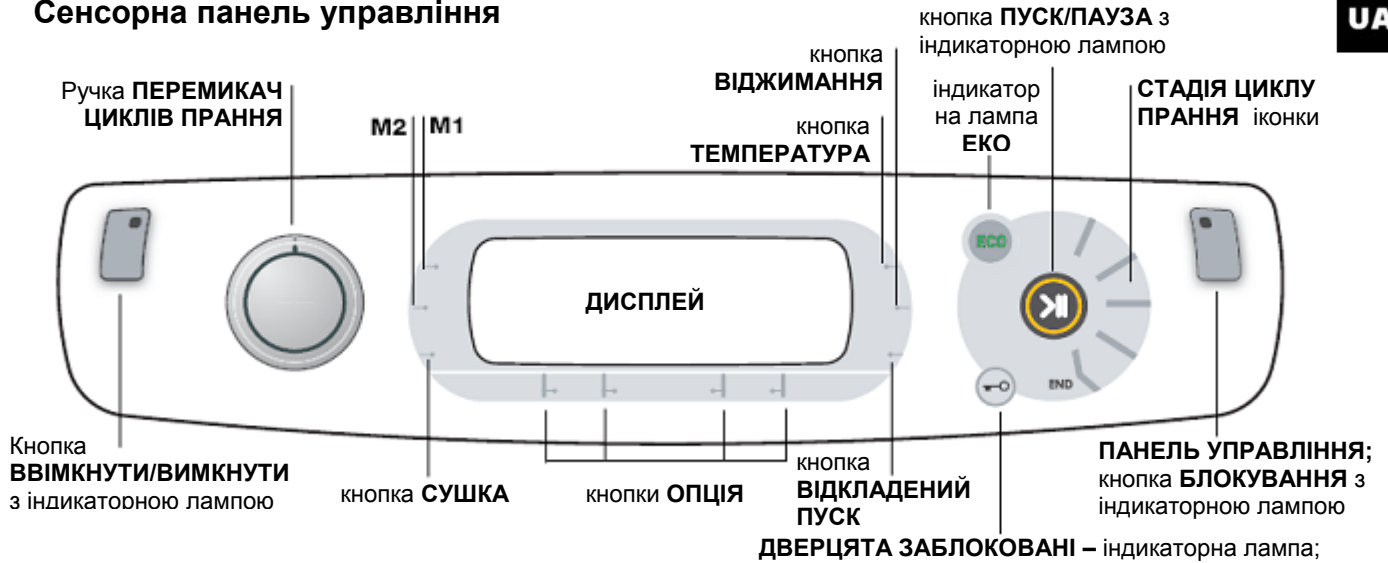 Сенсорна панель управління
UA
кнопка ПУСК/ПАУЗА з
індикаторною лампою
кнопка
ВІДЖИМАННЯ
Ручка ПЕРЕМИКАЧ
ЦИКЛІВ ПРАННЯ
індикатор
на лампа
ЕКО
СТАДІЯ ЦИКЛУ
ПРАННЯ іконки
M2 M1
кнопка
ТЕМПЕРАТУРА
ECO
ДИСПЛЕЙ
END
Кнопка
ВВІМКНУТИ/ВИМКНУТИ
з індикаторною лампою
кнопка СУШКА
кнопки ОПЦІЯ
кнопка
ВІДКЛАДЕНИЙ
ПУСК
ПАНЕЛЬ УПРАВЛІННЯ;
кнопка БЛОКУВАННЯ з
індикаторною лампою
ДВЕРЦЯТА ЗАБЛОКОВАНІ – індикаторна лампа;